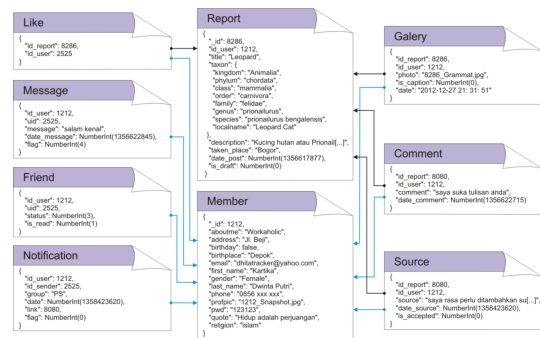 Like
{
"id_report": 8286,
"id_user": 2525
}
Message
{
"id_user": 1212,
"uid": 2525,
"message": "salam kenal",
"date_message": NumberInt(1356622845),
"flag": NumberInt(4)
}
Friend
{
"id_user": 1212,
"uid": 2525,
"status": NumberInt(3),
"is_read": NumberInt(1)
}
Notification
{
"id_user": 1212,
"id_sender": 2525,
"group": "PS",
"date": NumberInt(1358423620),
"link": 8080,
"flag": NumberInt(0)
}
Report
{
"_id": 8286,
"id_user": 1212,
"title": "Leopard",
"taxon": {
"kingdom": "Animalia",
"phylum": "chordata",
"class": "mammalia",
"order": "carnivora",
"family": "felidae",
"genus": "prionailurus",
"species": "prionailurus bengalensis",
"localname": "Leopard Cat"
},
"description": "Kucing hutan atau Prionail[...]",
"taken_place": "Bogor",
"date_post": NumberInt(1356617877),
"is_draft": NumberInt(0)
}
Member
{
"_id": 1212,
"aboutme": "Workaholic",
"address": "Jl. Beji",
"birthday": false,
"birthplace": "Depok",
"email": "dhitatracker@yahoo.com",
"first_name": "Kartika",
"gender": "Female",
"last_name": "Dwinta Putri",
"phone": "0856 xxx xxx",
"profpic": "1212_Snapshot.jpg",
"pwd": "123123",
"quote": "Hidup adalah perjuangan",
"religion": "islam"
}
Galery
{
"id_report": 8286,
"id_user": 1212,
"photo": "8286_Grammat.jpg",
"is_caption": NumberInt(0),
"date": "2012-12-27 21: 31: 51"
}
Comment
{
"id_report": 8080,
"id_user": 1212,
"comment": "saya suka tulisan anda",
"date_comment": NumberInt(1356622715)
}
Source
{
"id_report": 8080,
"id_user": 1212,
"source": "saya rasa perlu ditambahkan su[...]",
"date_source": NumberInt(1358423620),
"is_accepted": NumberInt(0)
}